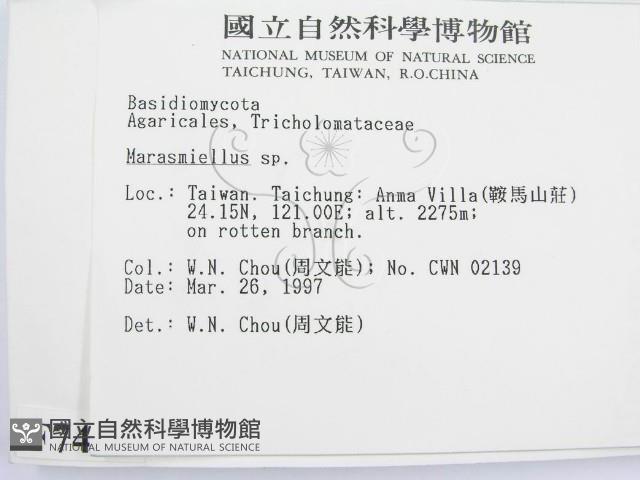 國立自然科學博物館
NATIONAL MUSEUM OF NATURAL SCIENCE
TAICHUNG, TAIWAN, R.O.CHINA
Basidiomycota
Agaricales, Tricholomataceae
Marasmiellus sp.
Loc.: Taiwan. Taichung: Anma Villa(鞍馬山莊)
24.15N, 121.00E; alt. 2275m;
on rotten branch.
Col.: W.N. Chou(周文能); No. CWN 02139
Date: Mar. 26, 1997
Det.: W.N. Chou(周文能)
國立自然科學博物館
NATIONAL MUSEUM OF NATURAL SCIENCE